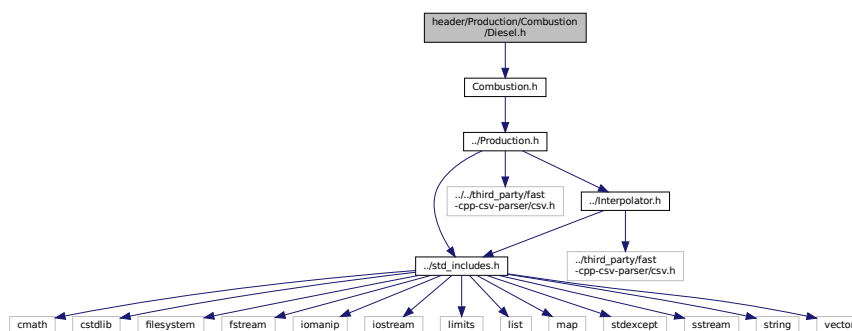 header/Production/Combustion
/Diesel.h
Combustion.h
../Production.h
../../third_party/fast
-cpp-csv-parser/csv.h
../Interpolator.h
../std_includes.h
../third_party/fast
-cpp-csv-parser/csv.h
cmath
cstdlib
filesystem
fstream
iomanip
iostream
limits
list
map
stdexcept
sstream
string
vector